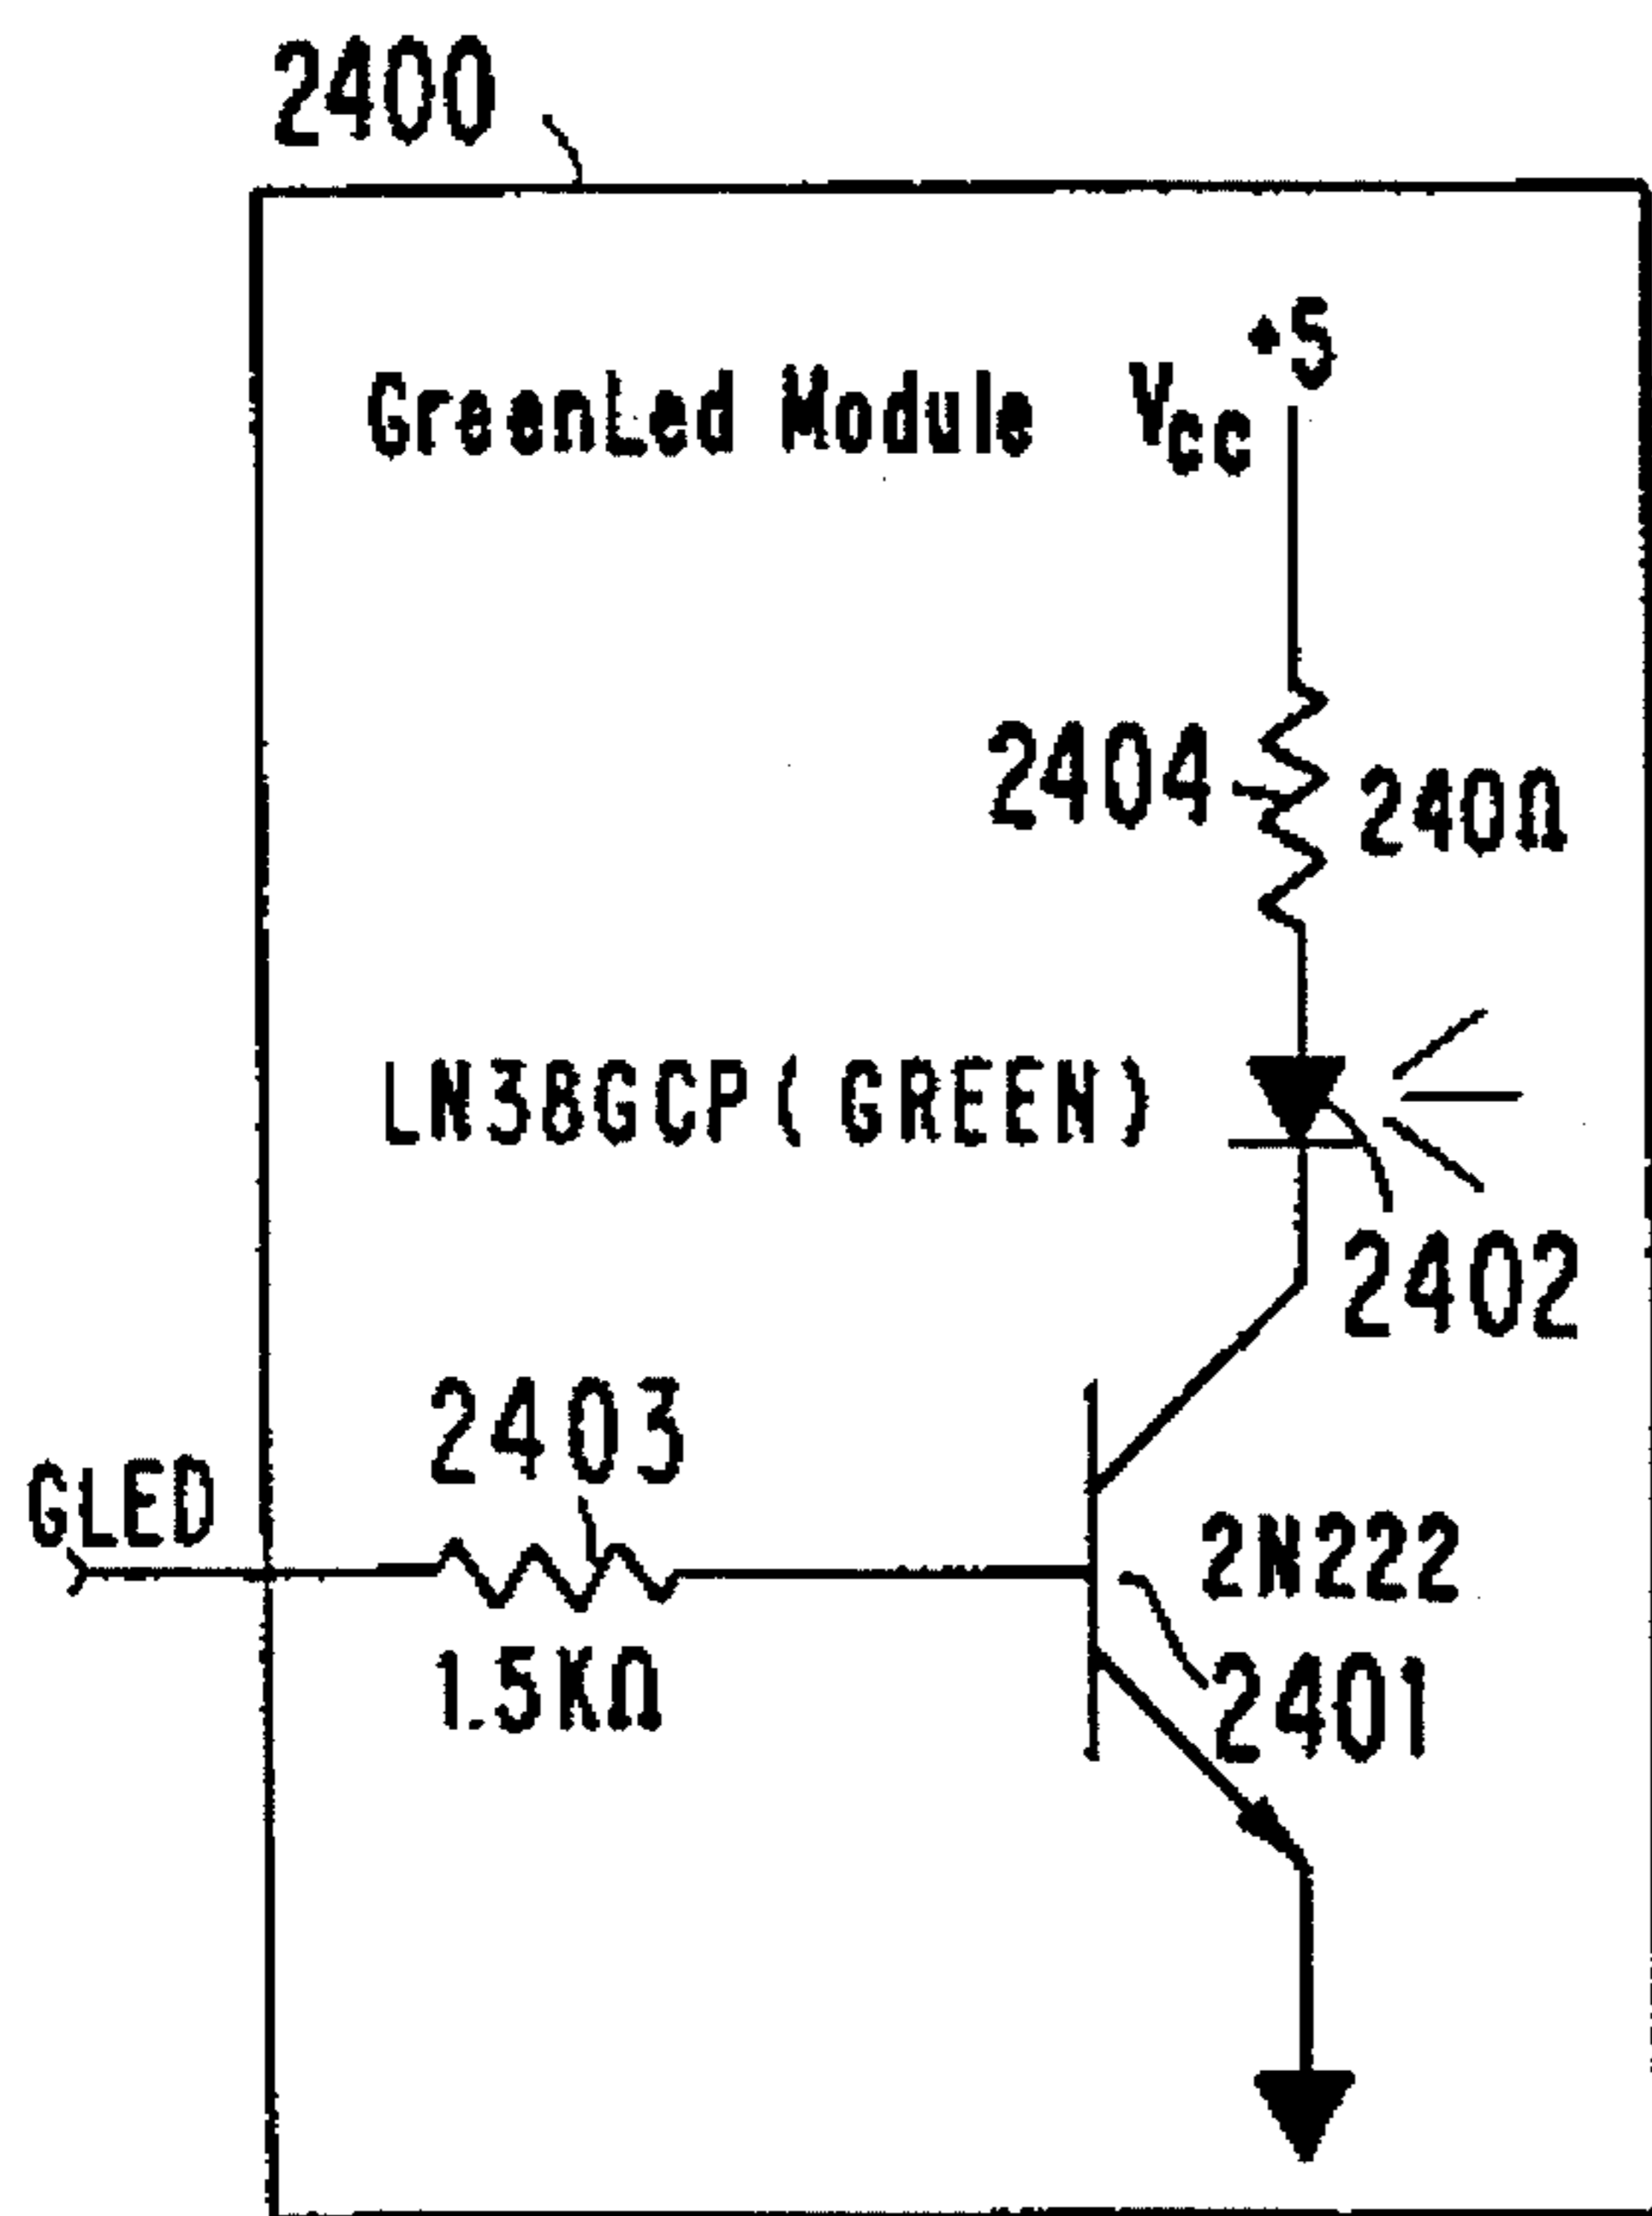 2400
+5
Greenled Module Vcc
2404
240Ω
LN38GCP( GREEN)
2402
2403
GLED
2N222
1.5KΩ
2401